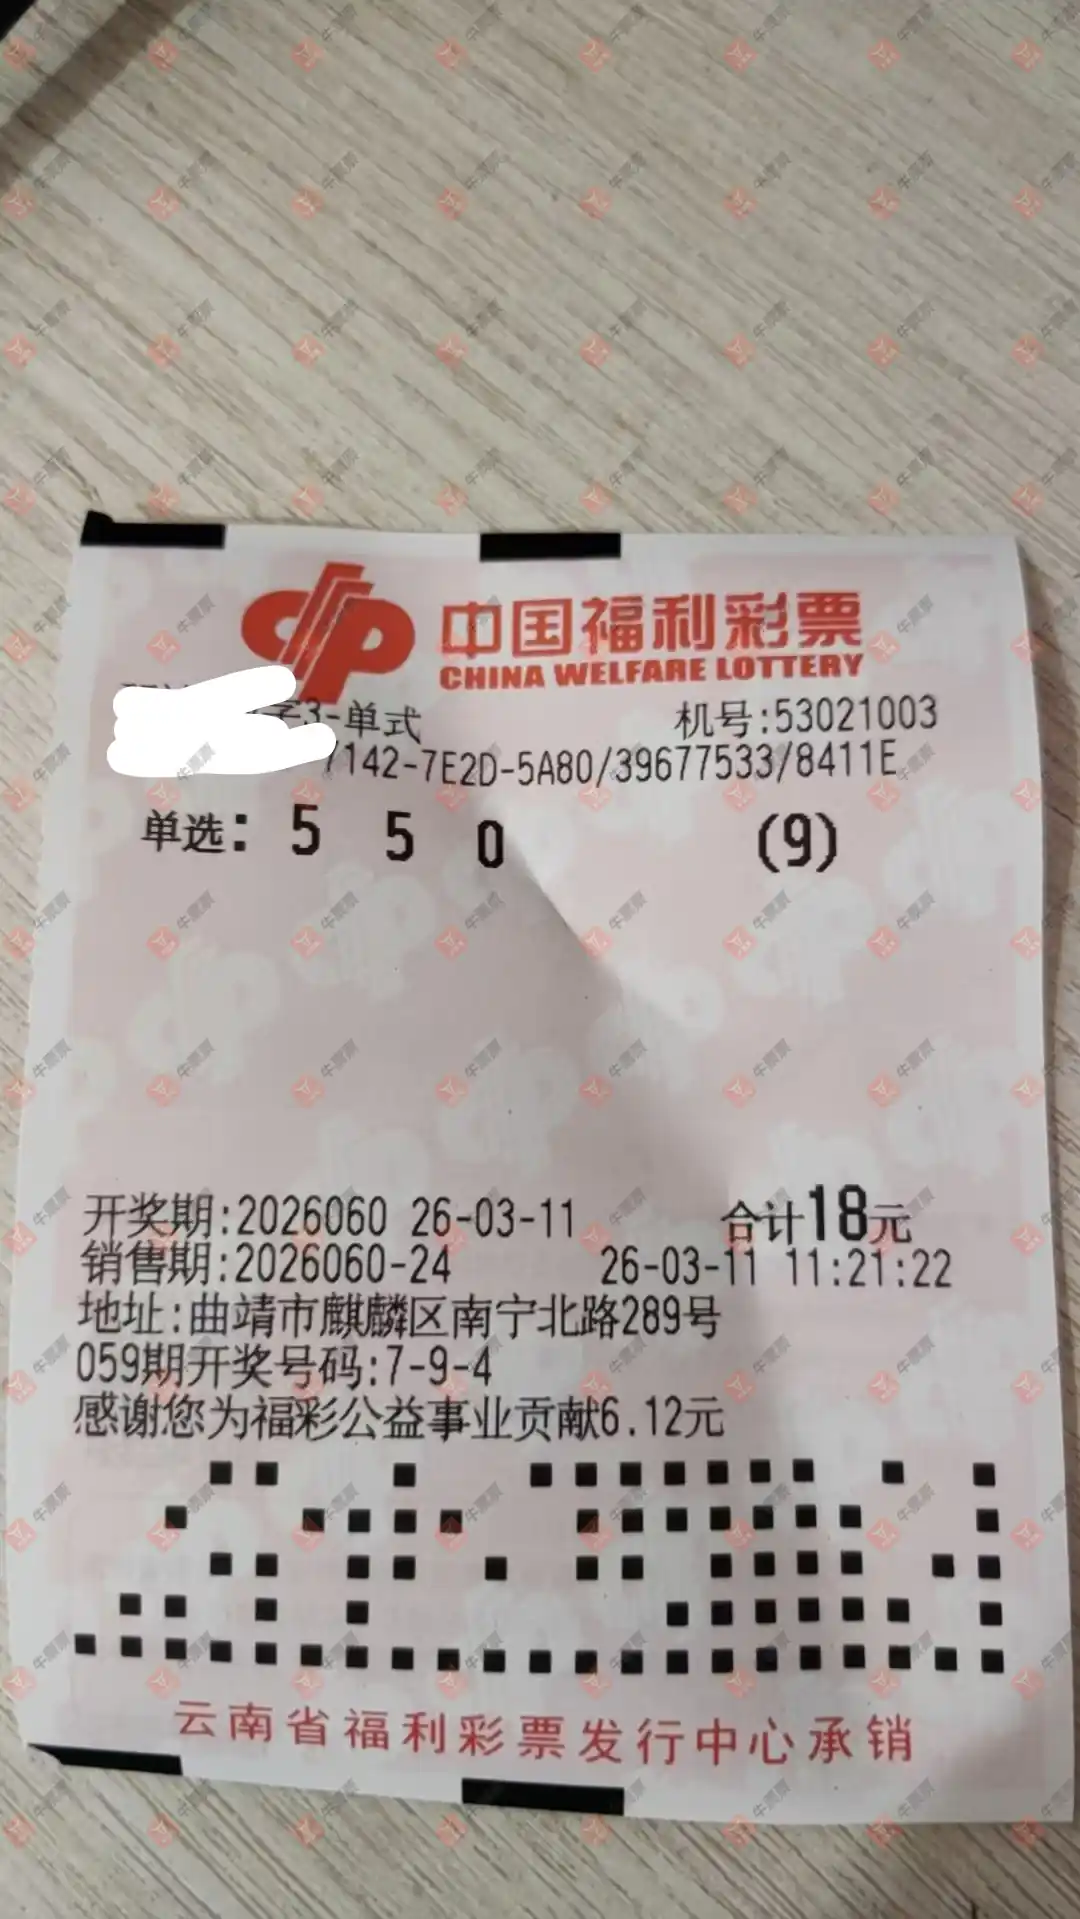 中国福利彩票
CHINA WELFARE LOTTERY
字3-单式 机号:53021003
7142-7E2D-5A80/39677533/8411E
单选: 5 5 0 (9)
开奖期:2026060 26-03-11 合计18元
销售期:2026060-24 26-03-11 11:21:22
地址:曲靖市麒麟区南宁北路289号
059期开奖号码:7-9-4
感谢您为福彩公益事业贡献6.12元
云南省福利彩票发行中心承销
牛票票